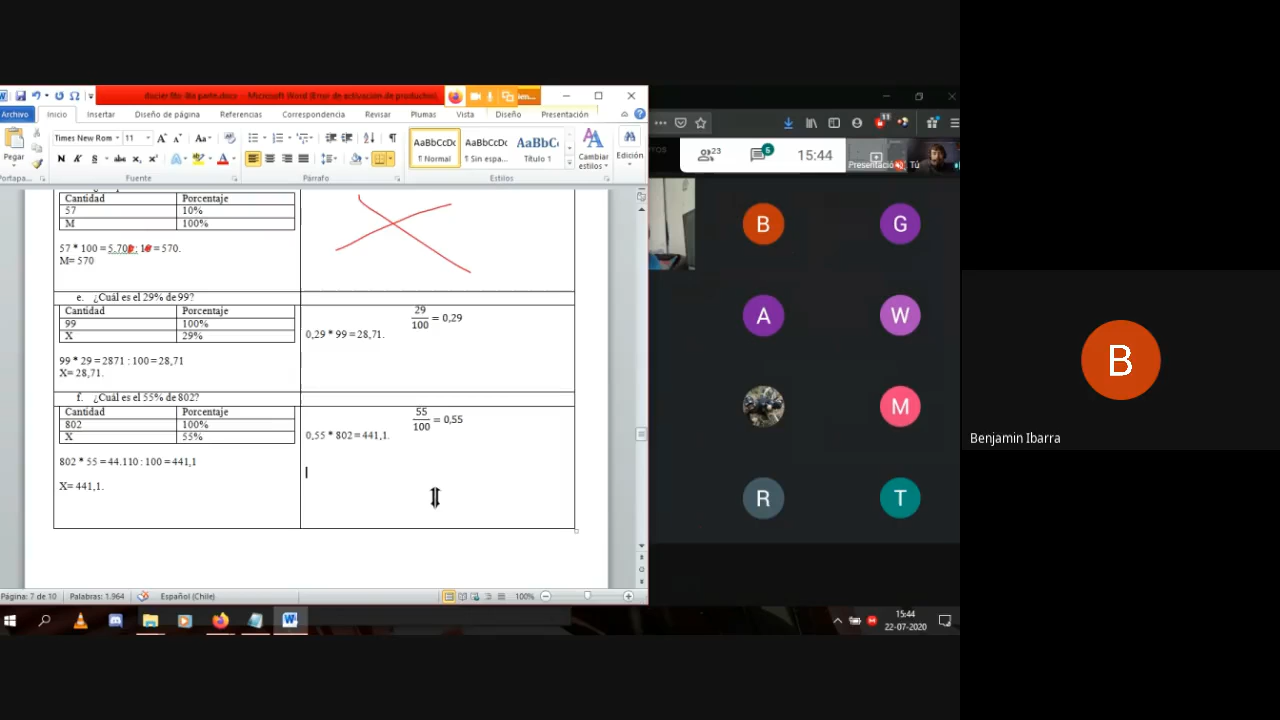 docier.8to 4ta parte.docx - Microsoft Word (Error de activación de productos)
Archivo Inicio Insertar Diseño de página Referencias Correspondencia Revisar Plumas Vista Diseño Presentación
Pegar
Times New Rom 11
AaBbCcDc AaBbCcDc AaBbC
¶ Normal ¶ Sin espa... Título 1
Cambiar estilos
Edición
Portapa... Fuente Párrafo Estilos
Cantidad Porcentaje
57 10%
M 100%
57 * 100 = 5.700 : 10 = 570.
M= 570
e. ¿Cuál es el 29% de 99?
Cantidad Porcentaje
99 100%
X 29%
99 * 29 = 2871 : 100 = 28,71
X= 28,71.
29
100 = 0,29
0,29 * 99 = 28,71.
f. ¿Cuál es el 55% de 802?
Cantidad Porcentaje
802 100%
X 55%
802 * 55 = 44.110 : 100 = 441,1
X= 441,1.
55
100 = 0,55
0,55 * 802 = 441,1.
Página: 7 de 10 Palabras: 1.964 Español (Chile) 100%
11
23 5 15:44 Presentació Tú
B G
A W
M
R T
B
Benjamin Ibarra
15:44
22-07-2020